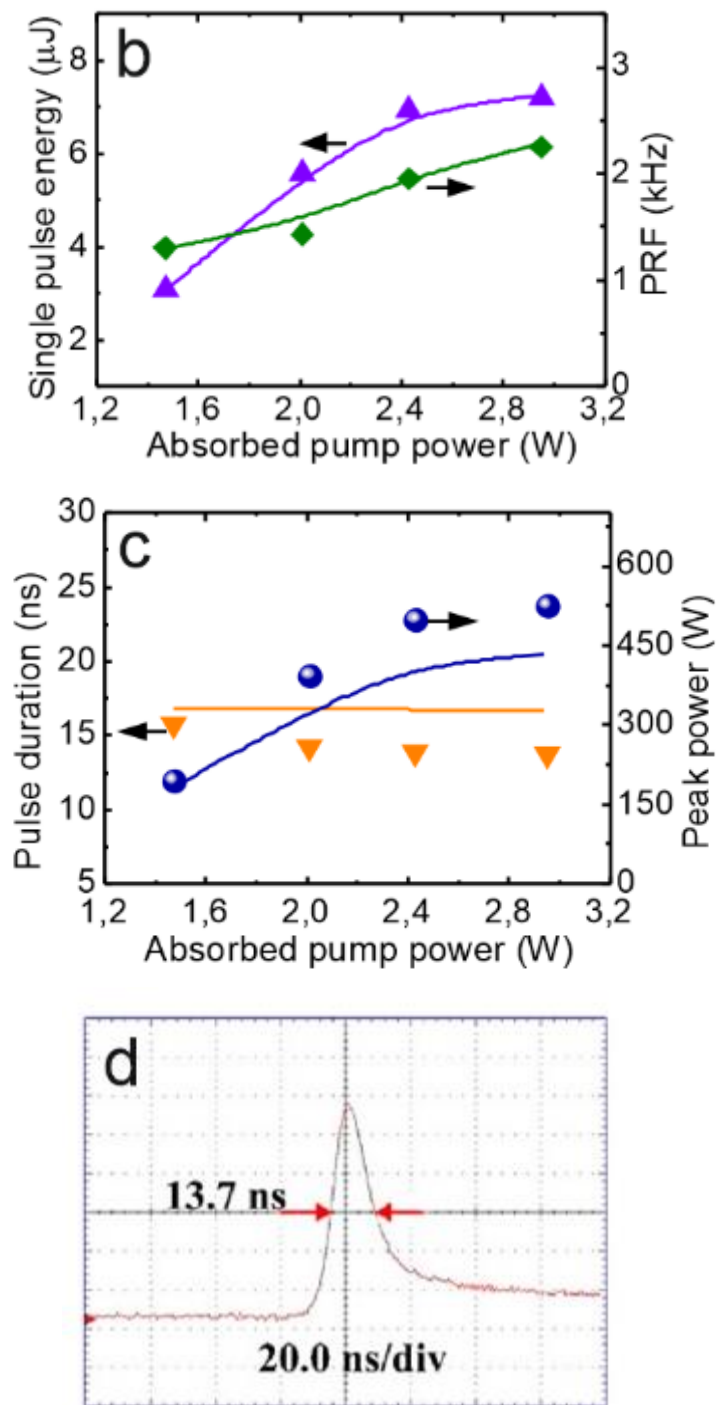 b
Single pulse energy (μJ)
8
6
4
2
3
2
1
0
PRF (kHz)
1,2 1,6 2,0 2,4 2,8 3,2
Absorbed pump power (W)
c
Pulse duration (ns)
30
25
20
15
10
5
600
450
300
150
0
Peak power (W)
1,2 1,6 2,0 2,4 2,8 3,2
Absorbed pump power (W)
d
13.7 ns
20.0 ns/div